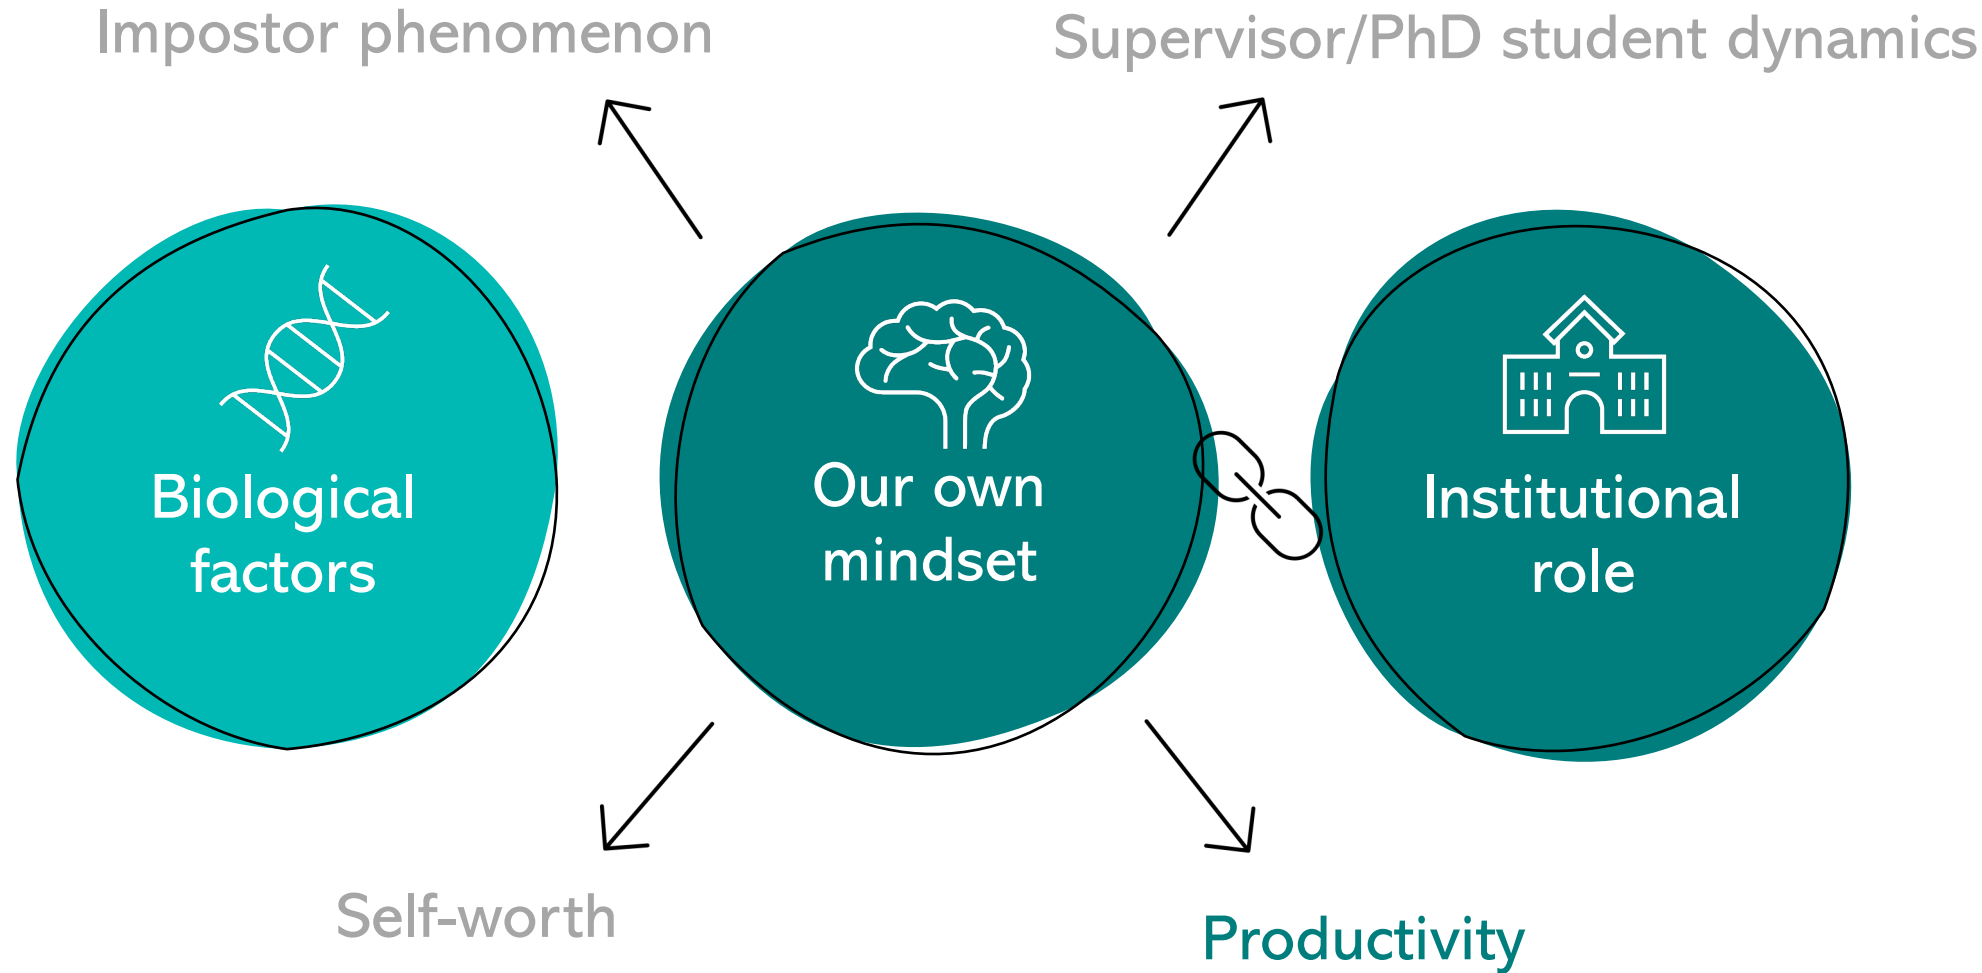 Impostor phenomenon
Supervisor/PhD student dynamics
Biological
factors
Our own
mindset
Institutional
role
Self-worth
Productivity